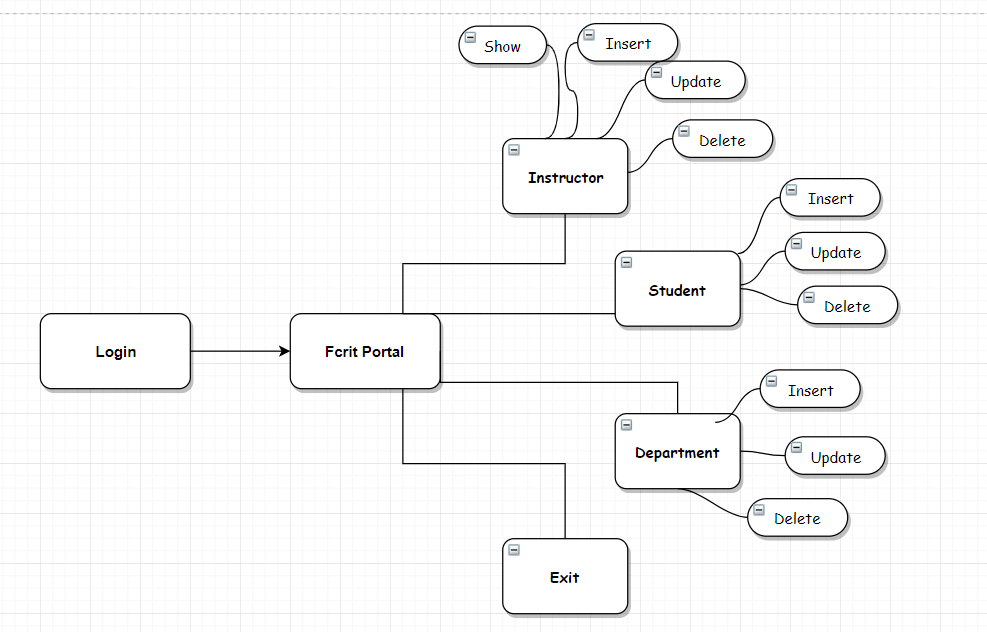 Show
Insert
Update
Delete
Instructor
Insert
Update
Delete
Student
Login
Fcrit Portal
Insert
Department
Update
Delete
Exit